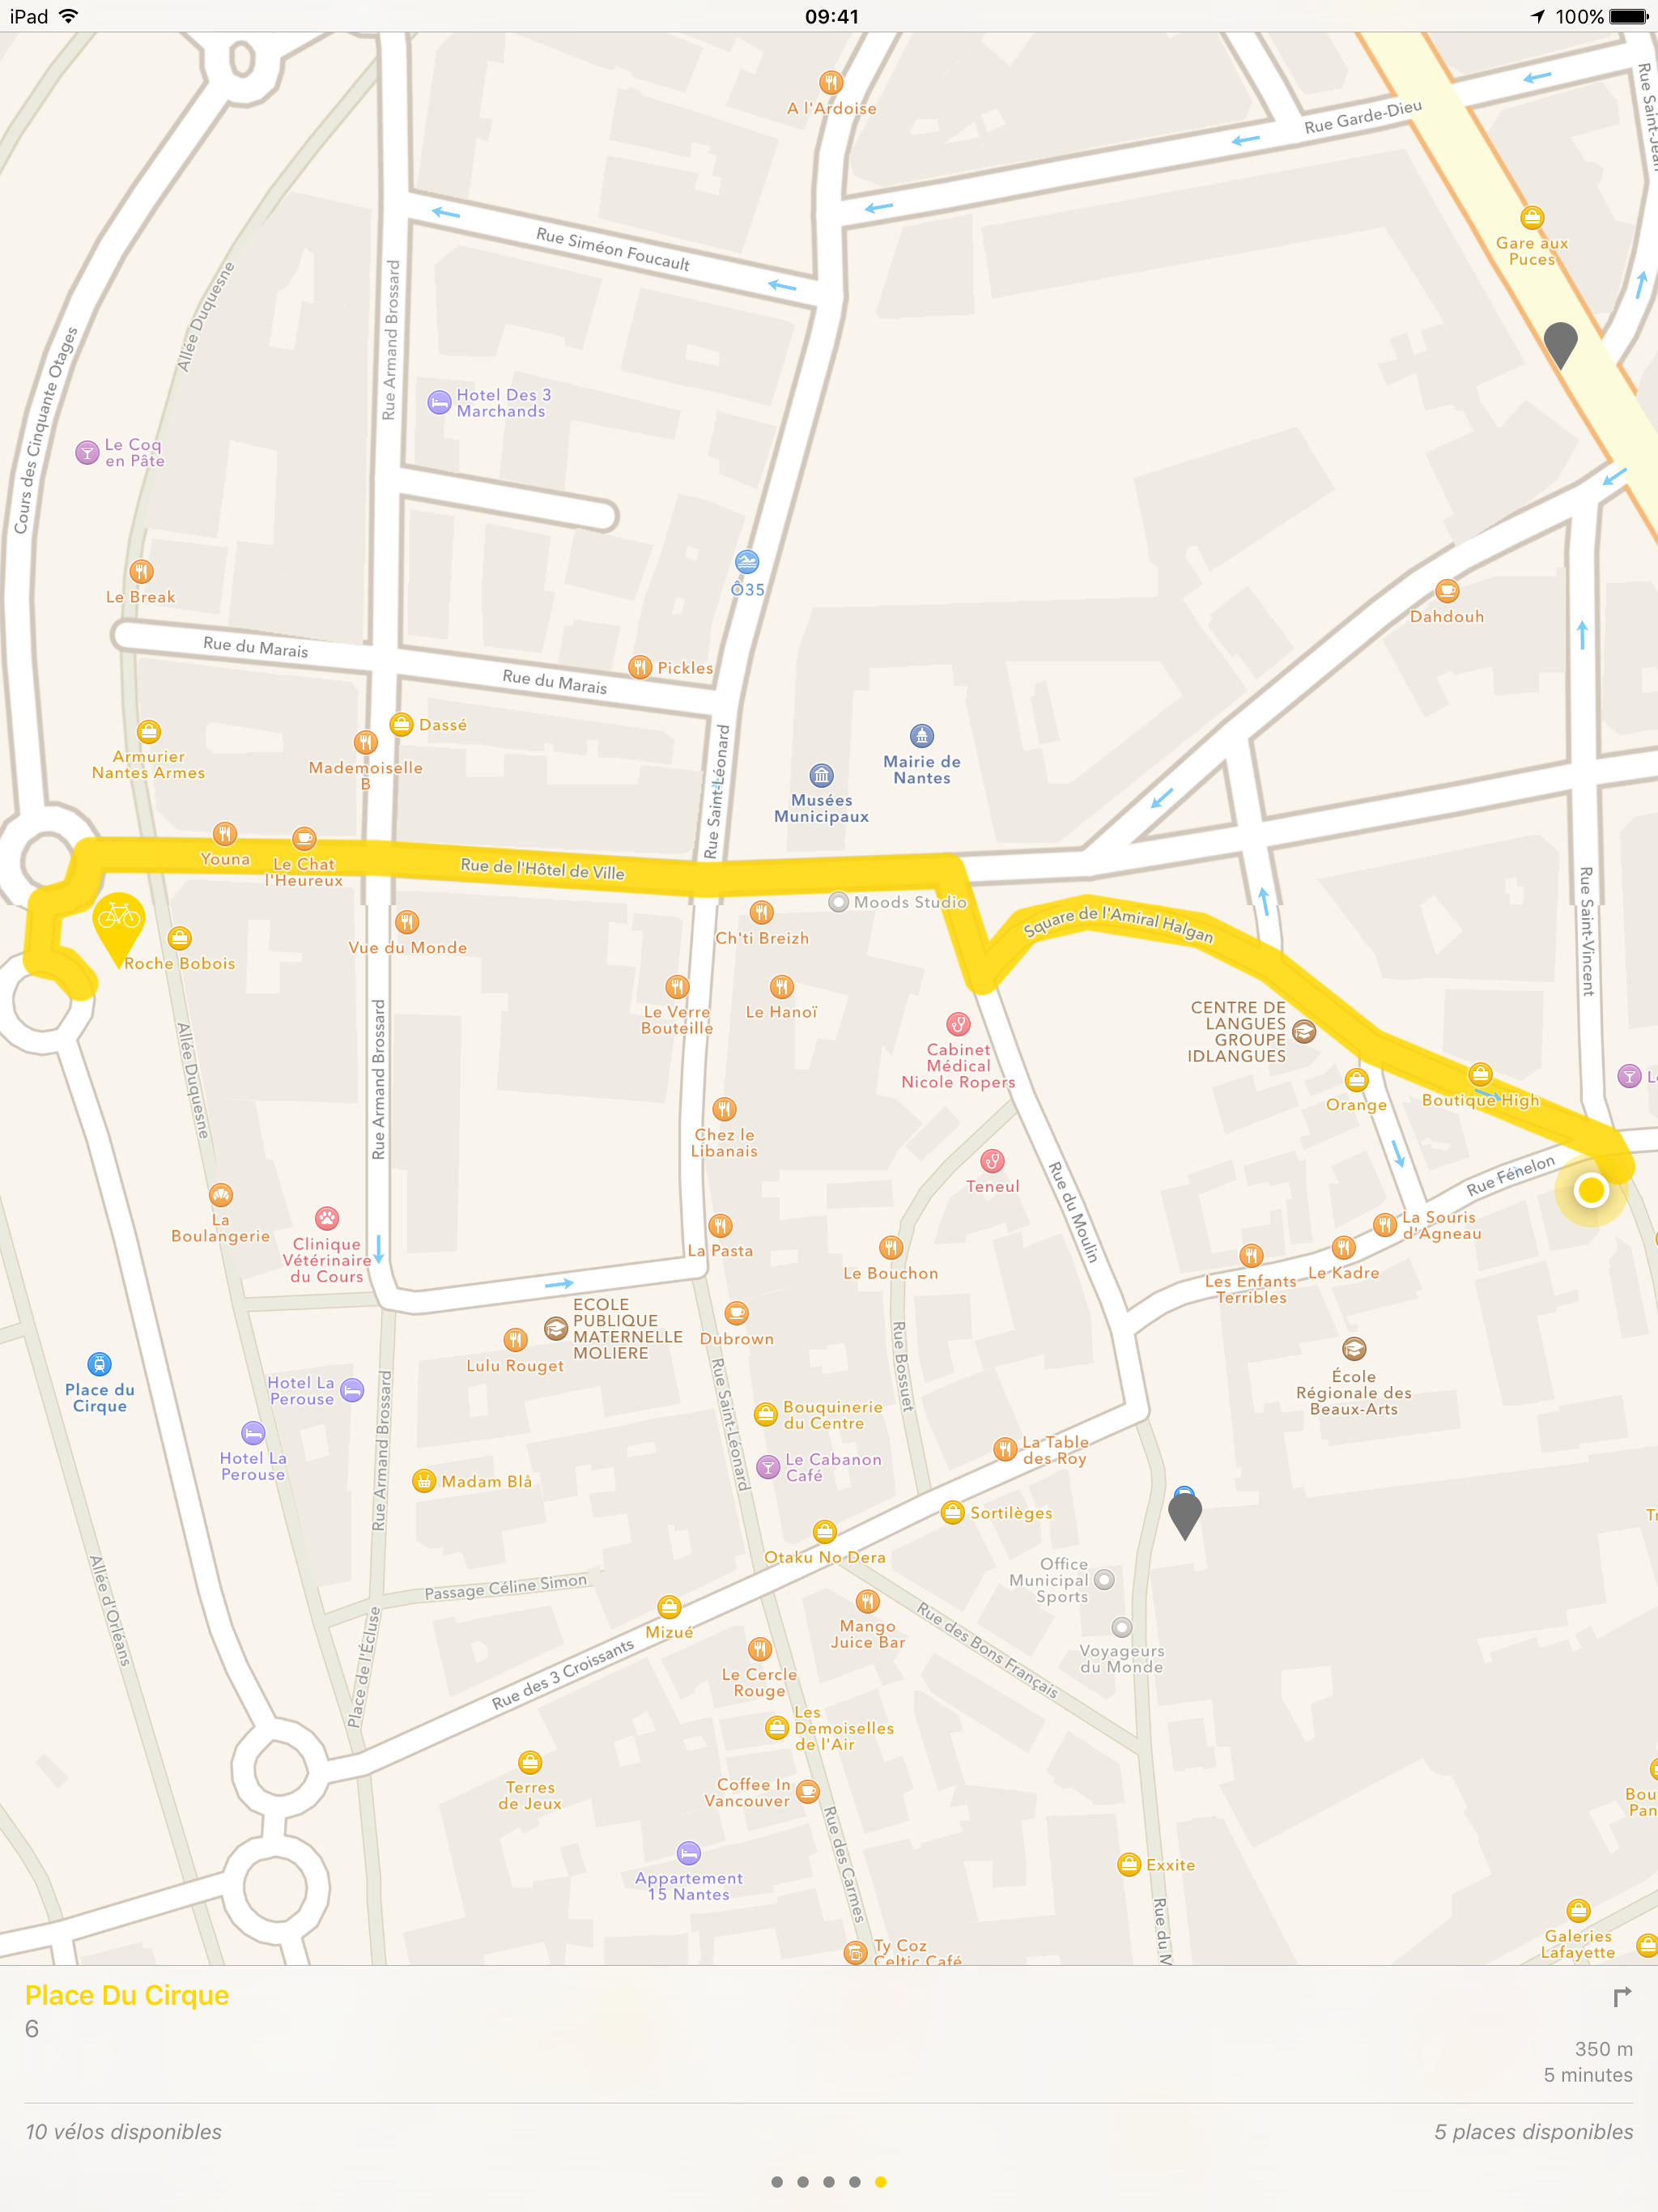 iPad
09:41
100%
A l'Ardoise
Rue Garde-Dieu
Rue Saint-Jean
Gare aux
Puces
Rue Siméon Foucault
Allée Duquesne
Rue Armand Brossard
Cours des Cinquante Otages
Hotel Des 3
Marchands
Le Coq
en Pâte
Ô35
Le Break
Dahdouh
Rue du Marais
Rue du Marais
Pickles
Dassé
Armurier
Nantes Armes
Mademoiselle
B
Rue Saint-Léonard
Mairie de
Nantes
Musées
Municipaux
Youna
Le Chat
l'Heureux
Rue de l'Hôtel de Ville
Moods Studio
Square de l'Amiral Halgan
Rue Saint-Vincent
Vue du Monde
Ch'ti Breizh
Roche Bobois
Le Verre
Bouteille
Le Hanoï
CENTRE DE
LANGUES
GROUPE
IDLANGUES
Cabinet
Médical
Nicole Ropers
Allée Duquesne
Rue Armand Brossard
Orange
Boutique High
Chez le
Libanais
Teneul
Rue du Moulin
Rue Fénelon
La
Boulangerie
Clinique
Vétérinaire
du Cours
La Pasta
Le Bouchon
La Souris
d'Agneau
Le Kadre
Les Enfants
Terribles
ECOLE
PUBLIQUE
MATERNELLE
MOLIERE
Lulu Rouget
Dubrown
Rue Bossuet
École
Régionale des
Beaux-Arts
Place du
Cirque
Hotel La
Perouse
Hotel La
Perouse
Rue Armand Brossard
Rue Saint-Léonard
Bouquinerie
du Centre
Le Cabanon
Café
La Table
des Roy
Madam Blå
Sortilèges
Otaku No Dera
Office
Municipal
Sports
Allée d'Orléans
Passage Céline Simon
Place de l'Écluse
Mizué
Mango
Juice Bar
Rue des Bons Français
Voyageurs
du Monde
Rue des 3 Croissants
Le Cercle
Rouge
Les
Demoiselles
de l'Air
Terres
de Jeux
Coffee In
Vancouver
Rue des Carmes
Bou
Pan
Appartement
15 Nantes
Exxite
Rue du M
Galeries
Lafayette
Ty Coz
Celtic Café
Place Du Cirque
6
350 m
5 minutes
10 vélos disponibles
5 places disponibles